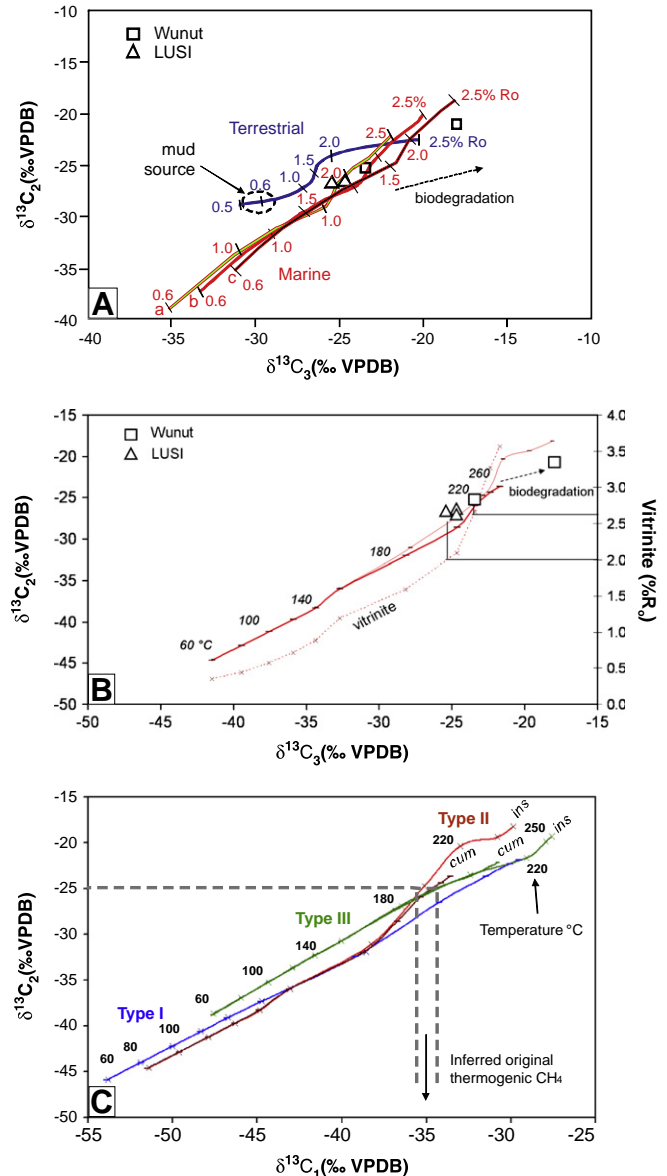 -10
Wunut
LUSI
-15
2.5%
2.5% Ro
-20
Terrestrial
2.5
2.0
mud
source
1.5
2.0
2.0
2.5% Ro
-25
1.0
1.5
0.6
biodegradation
0.5
1.5
1.0
-30
1.0
1.0
c
Marine
-35
0.6
0.6
b
0.6
a
A
-40
-40
-35
-30
-25
-20
-15
-10
δ¹³C₂(‰VPDB)
δ¹³C₃(‰ VPDB)
-15
4.0
Wunut
LUSI
3.5
-20
260
220
biodegradation
3.0
-25
2.5
-30
180
2.0
-35
140
1.5
100
vitrinite
-40
1.0
60 °C
-45
0.5
B
-50
0.0
-50
-45
-40
-35
-30
-25
-20
-15
δ¹³C₂(‰ VPDB)
Vitrinite (%Rₒ)
δ¹³C₃(‰ VPDB)
-15
Type II
ins
250
ins
220
cum
cum
-20
220
-25
180
Type III
Temperature °C
-30
140
100
-35
60
Type I
-40
100
80
60
Inferred original
thermogenic CH₄
-45
C
-50
-55
-50
-45
-40
-35
-30
-25
δ¹³C₂(‰VPDB)
δ¹³C₁(‰ VPDB)